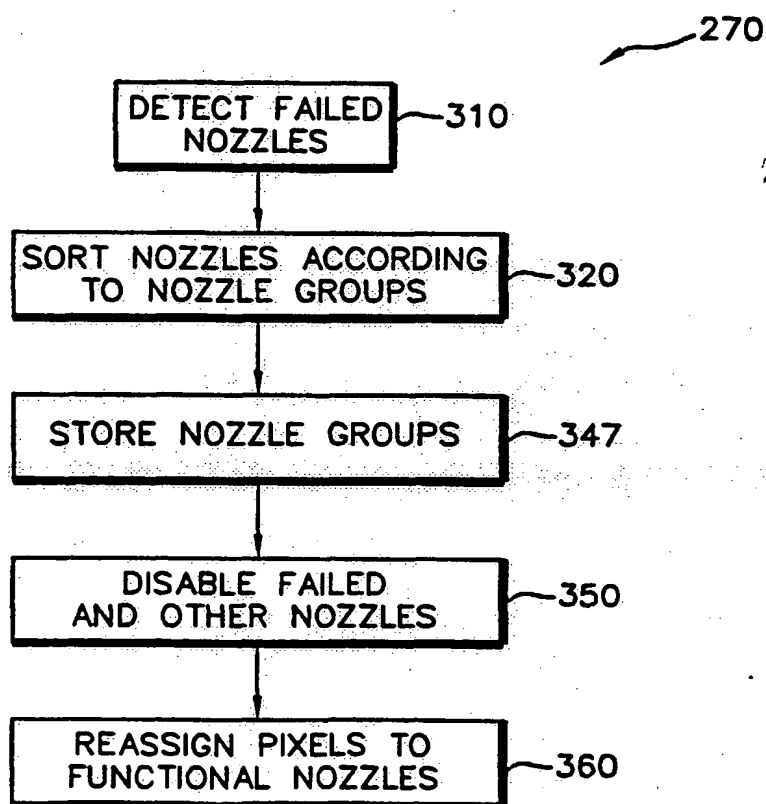 270
DETECT FAILED
NOZZLES
310
SORT NOZZLES ACCORDING
TO NOZZLE GROUPS
320
STORE NOZZLE GROUPS
347
DISABLE FAILED
AND OTHER NOZZLES
350
REASSIGN PIXELS TO
FUNCTIONAL NOZZLES
360